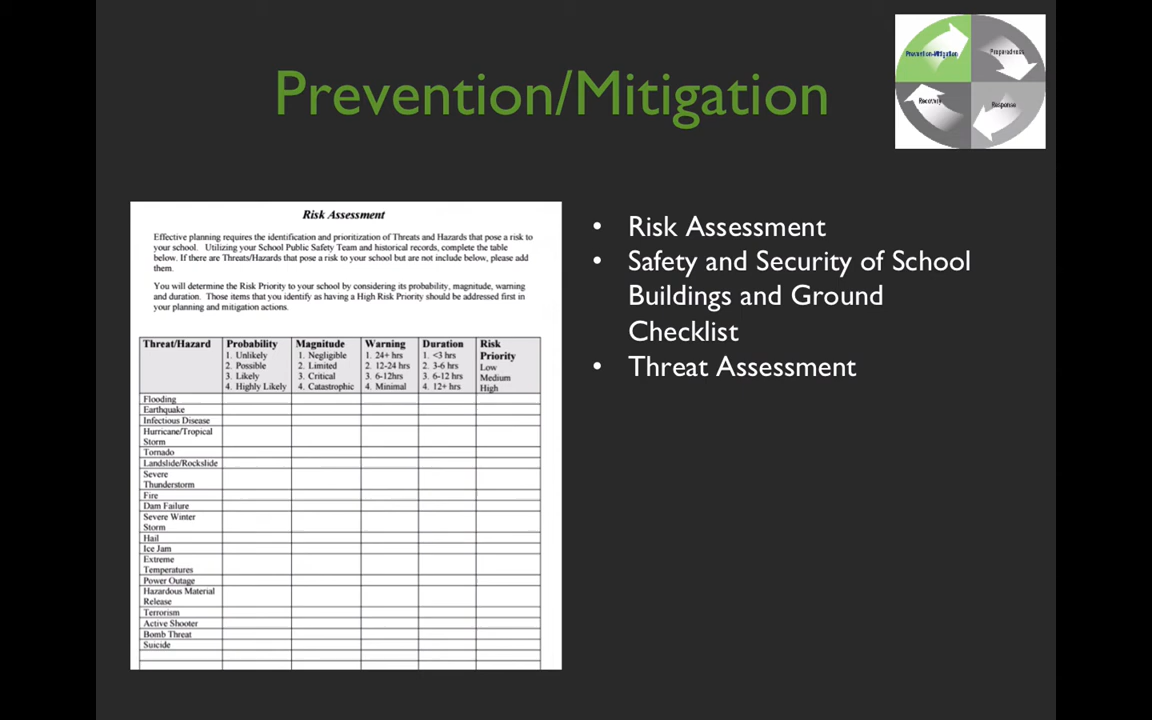 Prevention/Mitigation
Prevention-Mitigation
Preparedness
Recovery
Response
Risk Assessment
Effective planning requires the identification and prioritization of Threats and Hazards that pose a risk to
your school. Utilizing your School Public Safety Team and historical records, complete the table
below. If there are Threats/Hazards that pose a risk to your school but are not include below, please add
them.
You will determine the Risk Priority to your school by considering its probability, magnitude, warning
and duration. Those items that you identify as having a High Risk Priority should be addressed first in
your planning and mitigation actions.
Threat/Hazard Probability Magnitude Warning Duration Risk
1. Unlikely 1. Negligible 1. 24+ hrs 1. <3 hrs Priority
2. Possible 2. Limited 2. 12-24 hrs 2. 3-6 hrs Low
3. Likely 3. Critical 3. 6-12hrs 3. 6-12 hrs Medium
4. Highly Likely 4. Catastrophic 4. Minimal 4. 12+ hrs High
Flooding
Earthquake
Infectious Disease
Hurricane/Tropical
Storm
Tornado
Landslide/Rockslide
Severe
Thunderstorm
Fire
Dam Failure
Severe Winter
Storm
Hail
Ice Jam
Extreme
Temperatures
Power Outage
Hazardous Material
Release
Terrorism
Active Shooter
Bomb Threat
Suicide
• Risk Assessment
• Safety and Security of School
Buildings and Ground
Checklist
• Threat Assessment